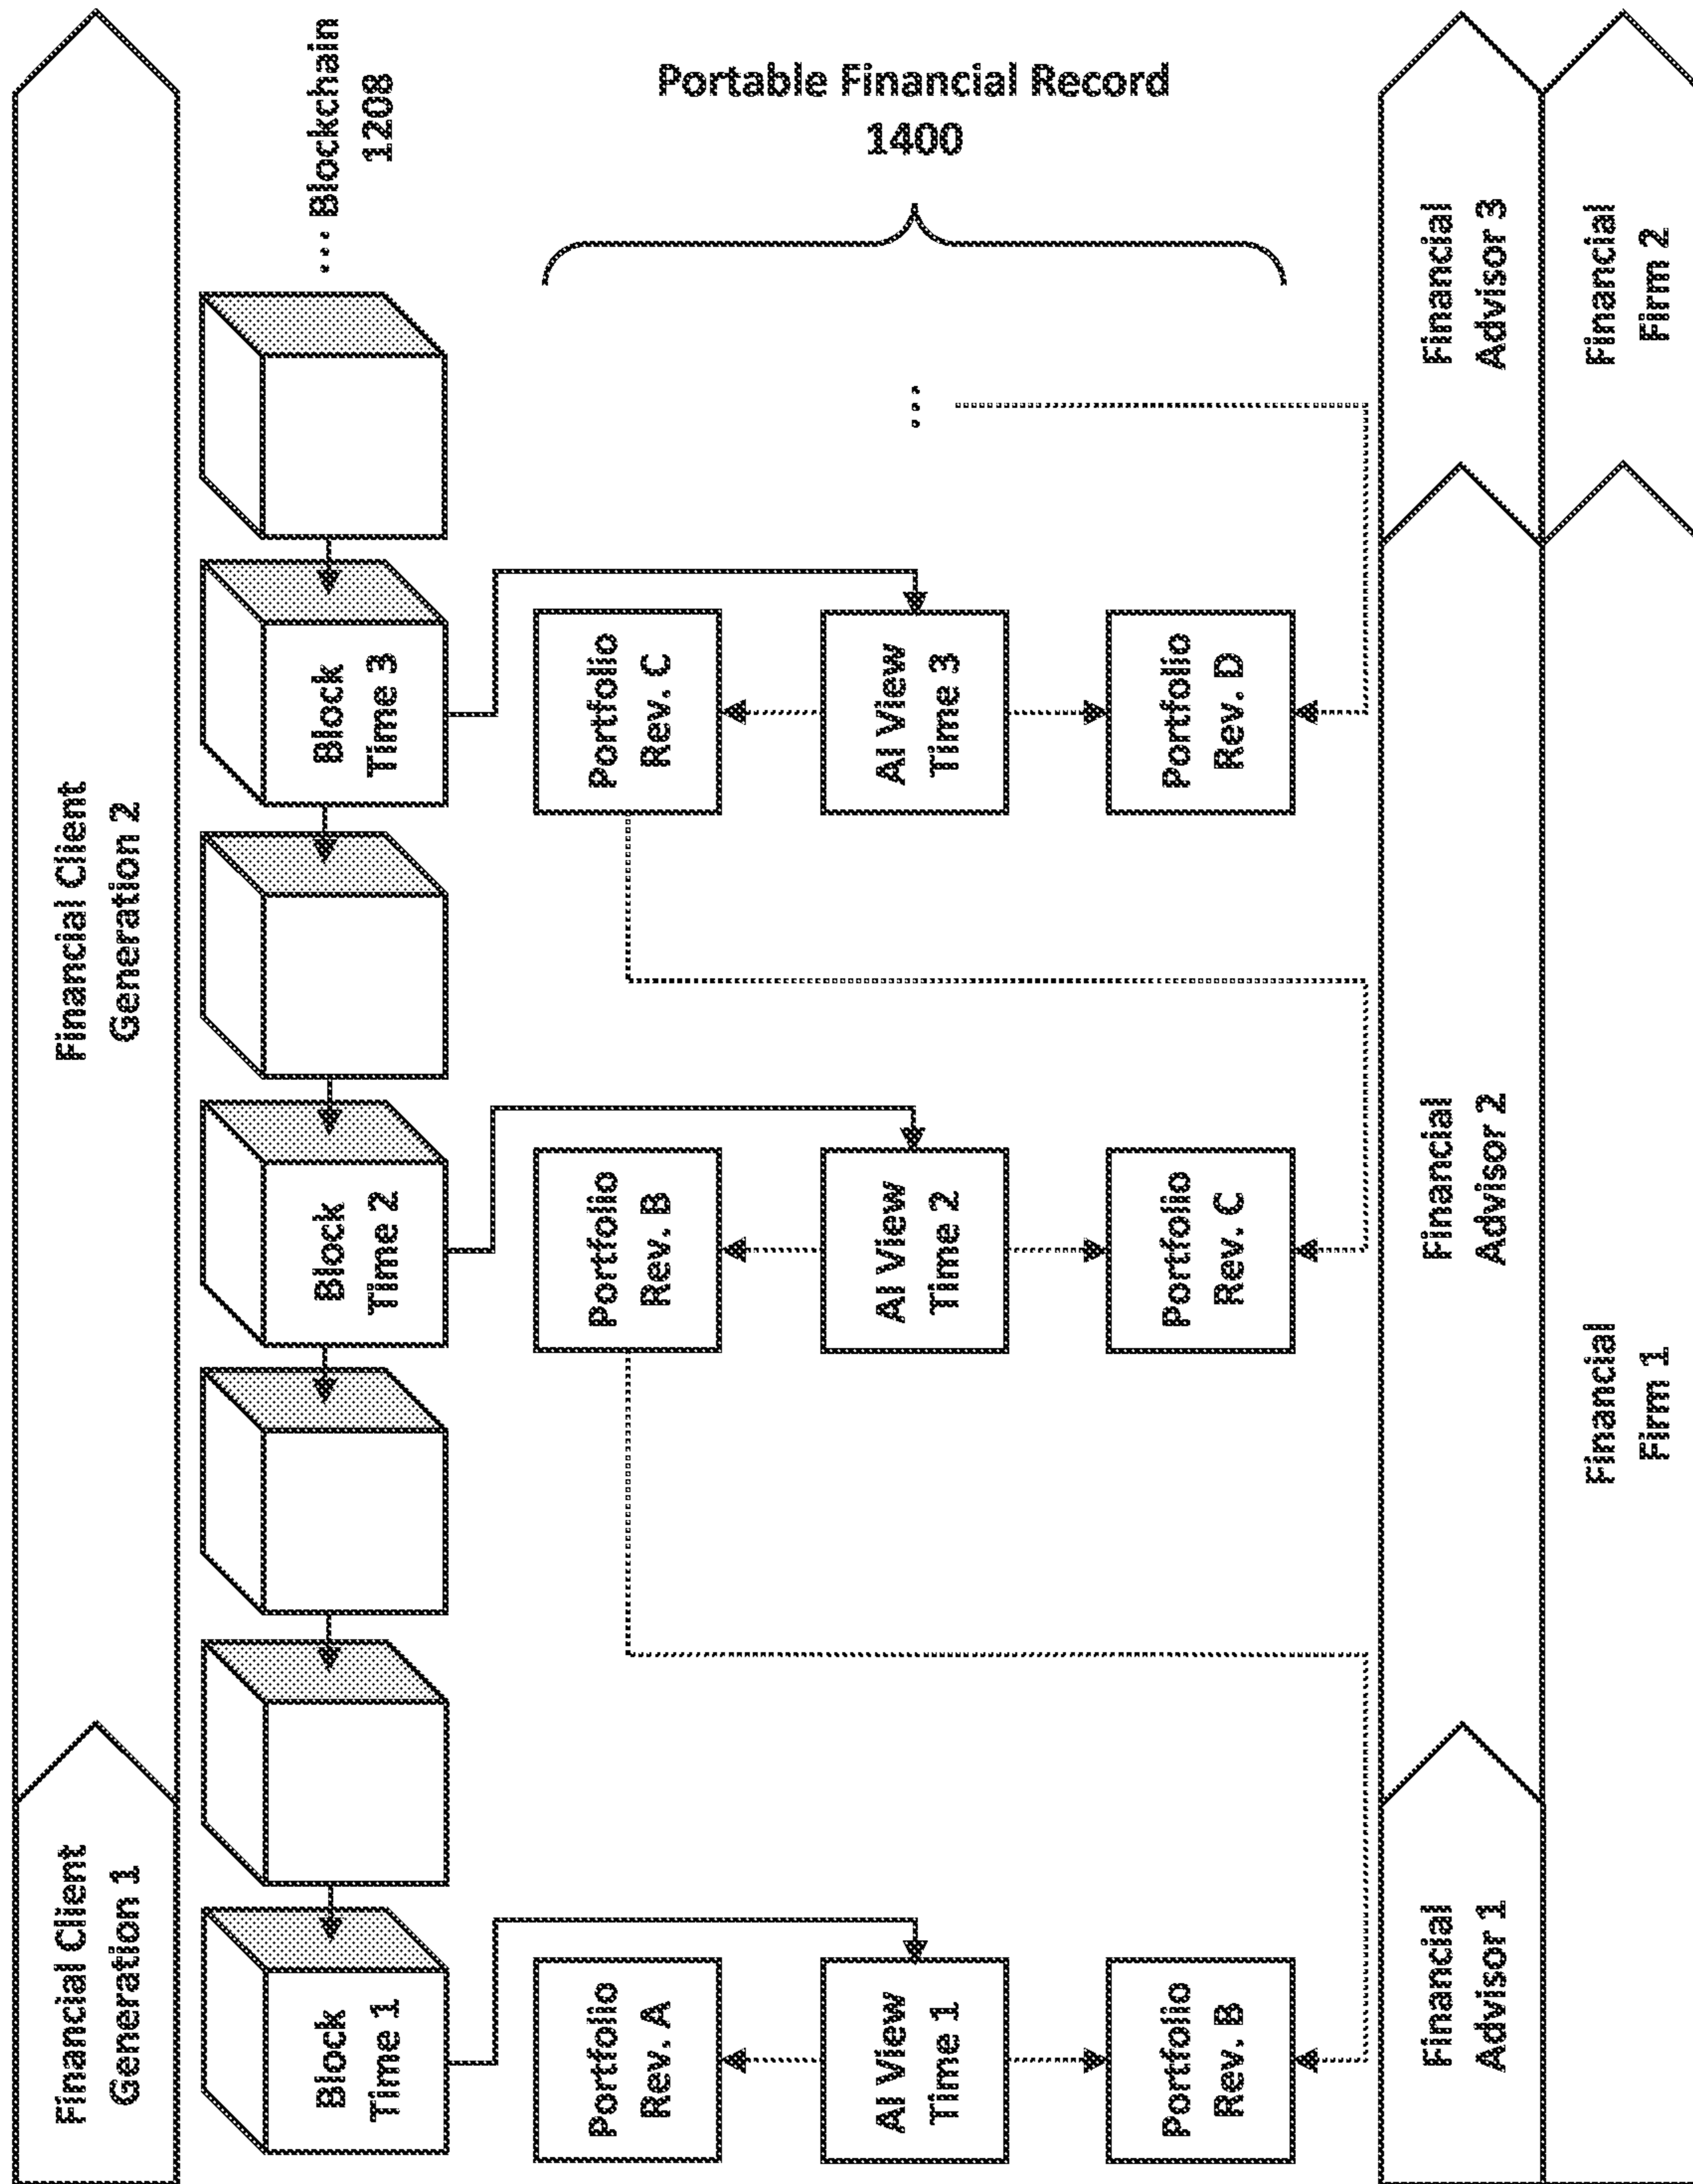 Financial Client
Generation 1
Financial Client
Generation 2
Block
Time 1
Block
Time 2
Block
Time 3
... Blockchain
1208
Portable Financial Record
1400
Portfolio
Rev. A
Portfolio
Rev. B
Portfolio
Rev. C
AI View
Time 1
AI View
Time 2
AI View
Time 3
...
Portfolio
Rev. B
Portfolio
Rev. C
Portfolio
Rev. D
Financial
Advisor 1
Financial
Advisor 2
Financial
Advisor 3
Financial
Firm 1
Financial
Firm 2